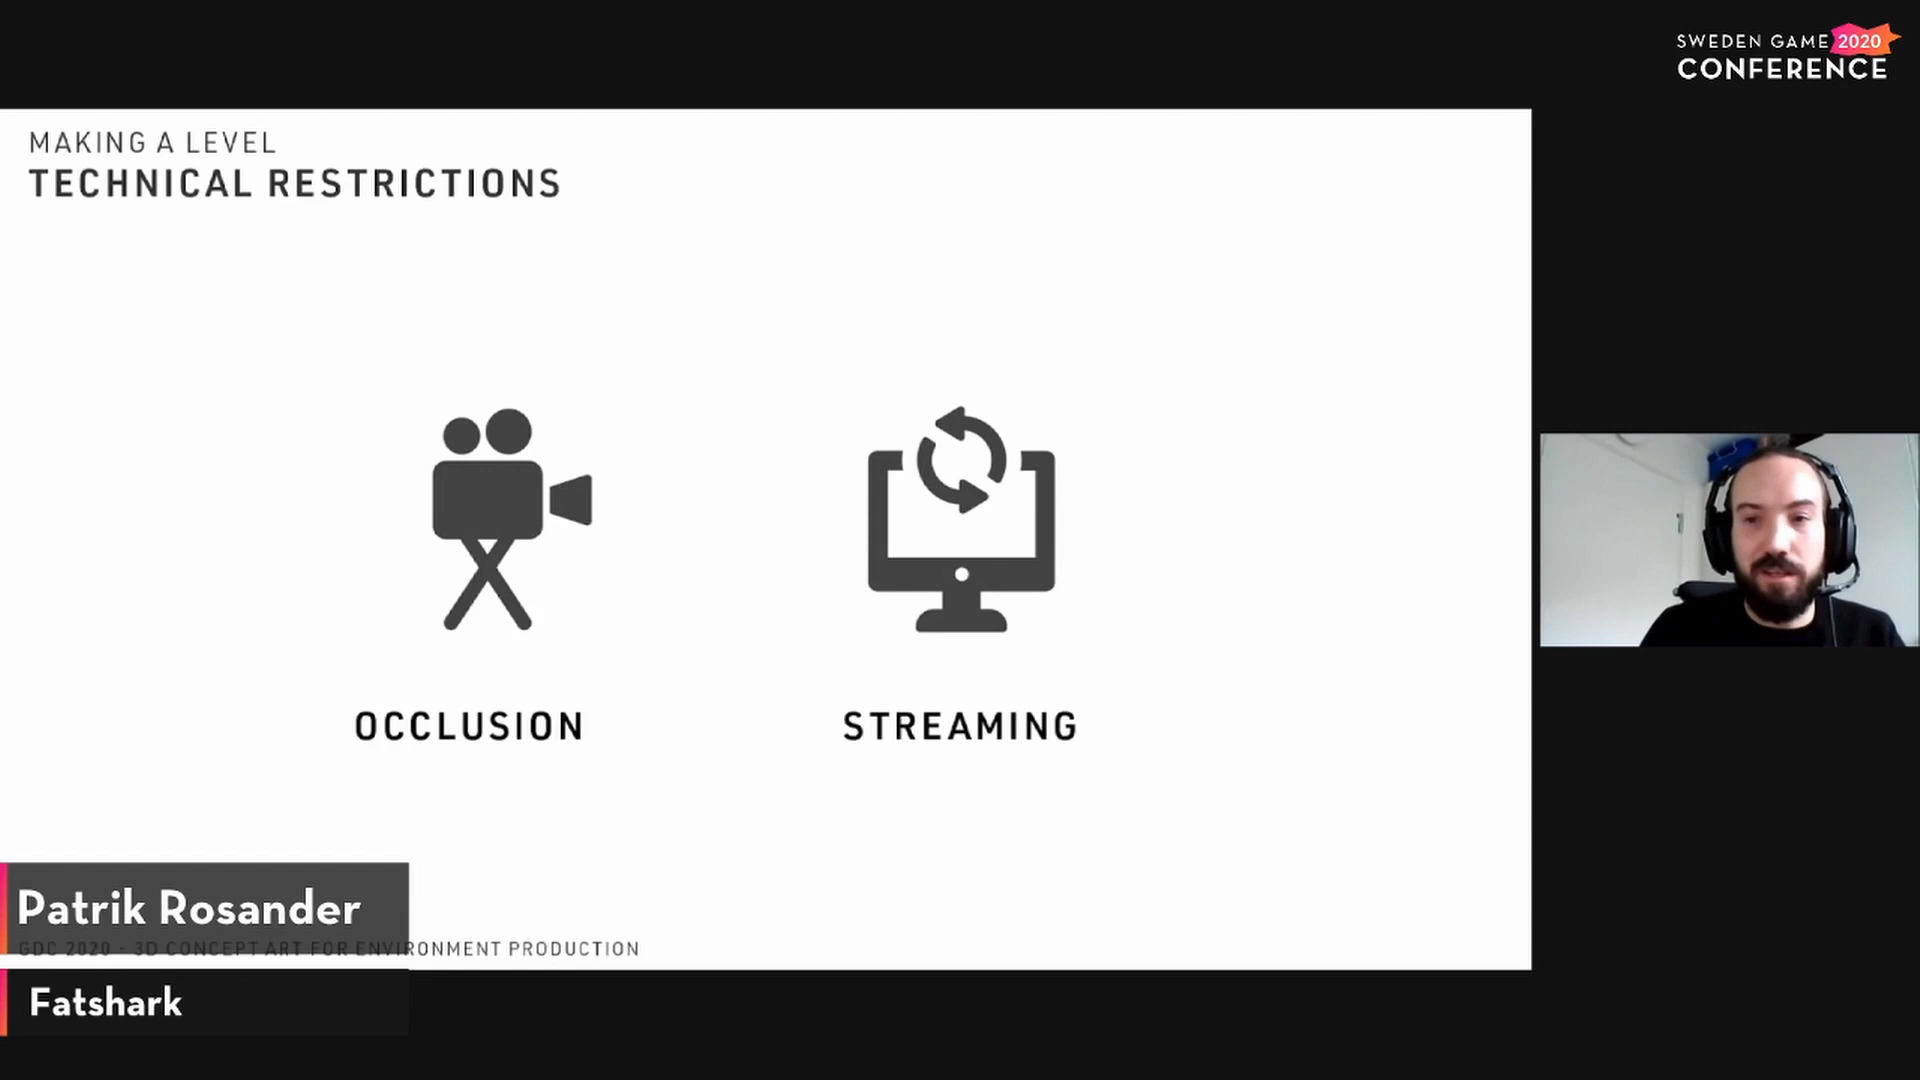 SWEDEN GAME 2020
CONFERENCE
MAKING A LEVEL
TECHNICAL RESTRICTIONS
OCCLUSION
STREAMING
Patrik Rosander
GDC 2020 - 3D CONCEPT ART FOR ENVIRONMENT PRODUCTION
Fatshark